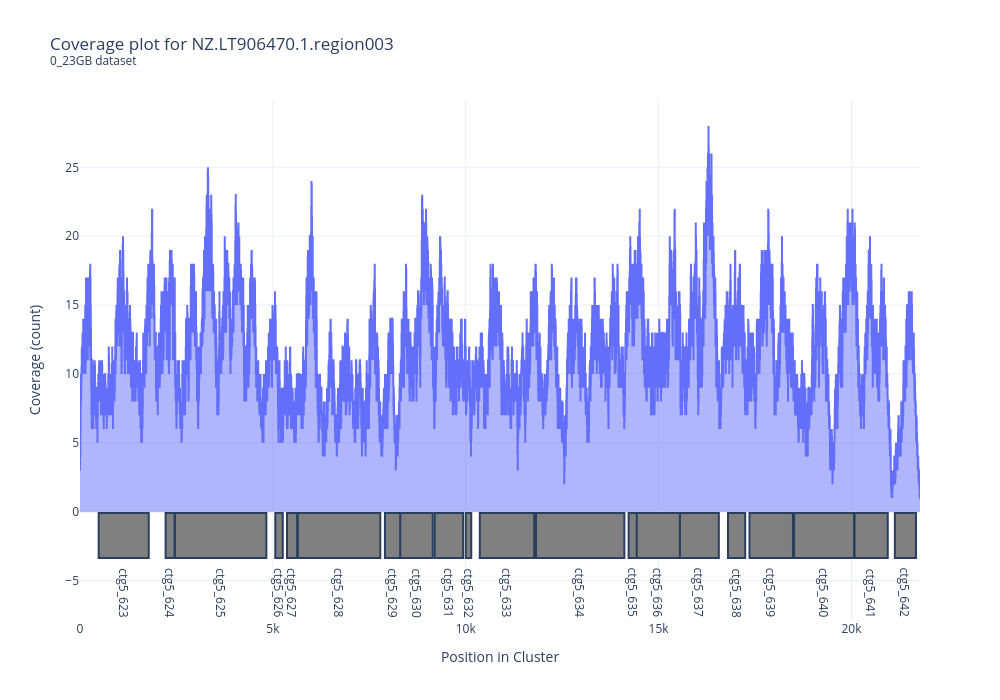 Coverage plot for NZ.LT906470.1.region003
0_23GB dataset
Coverage (count)
25
20
15
10
5
0
−5
ctg5_623
ctg5_624
ctg5_625
ctg5_626
ctg5_627
ctg5_628
ctg5_629
ctg5_630
ctg5_631
ctg5_632
ctg5_633
ctg5_634
ctg5_635
ctg5_636
ctg5_637
ctg5_638
ctg5_639
ctg5_640
ctg5_641
ctg5_642
0 5k 10k 15k 20k
Position in Cluster